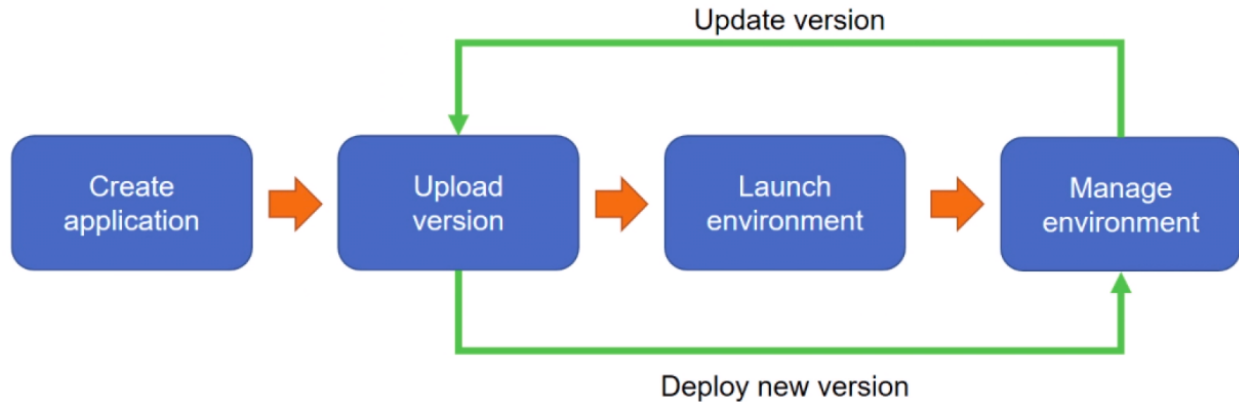 Update version
Create
application
Upload
version
Launch
environment
Manage
environment
Deploy new version